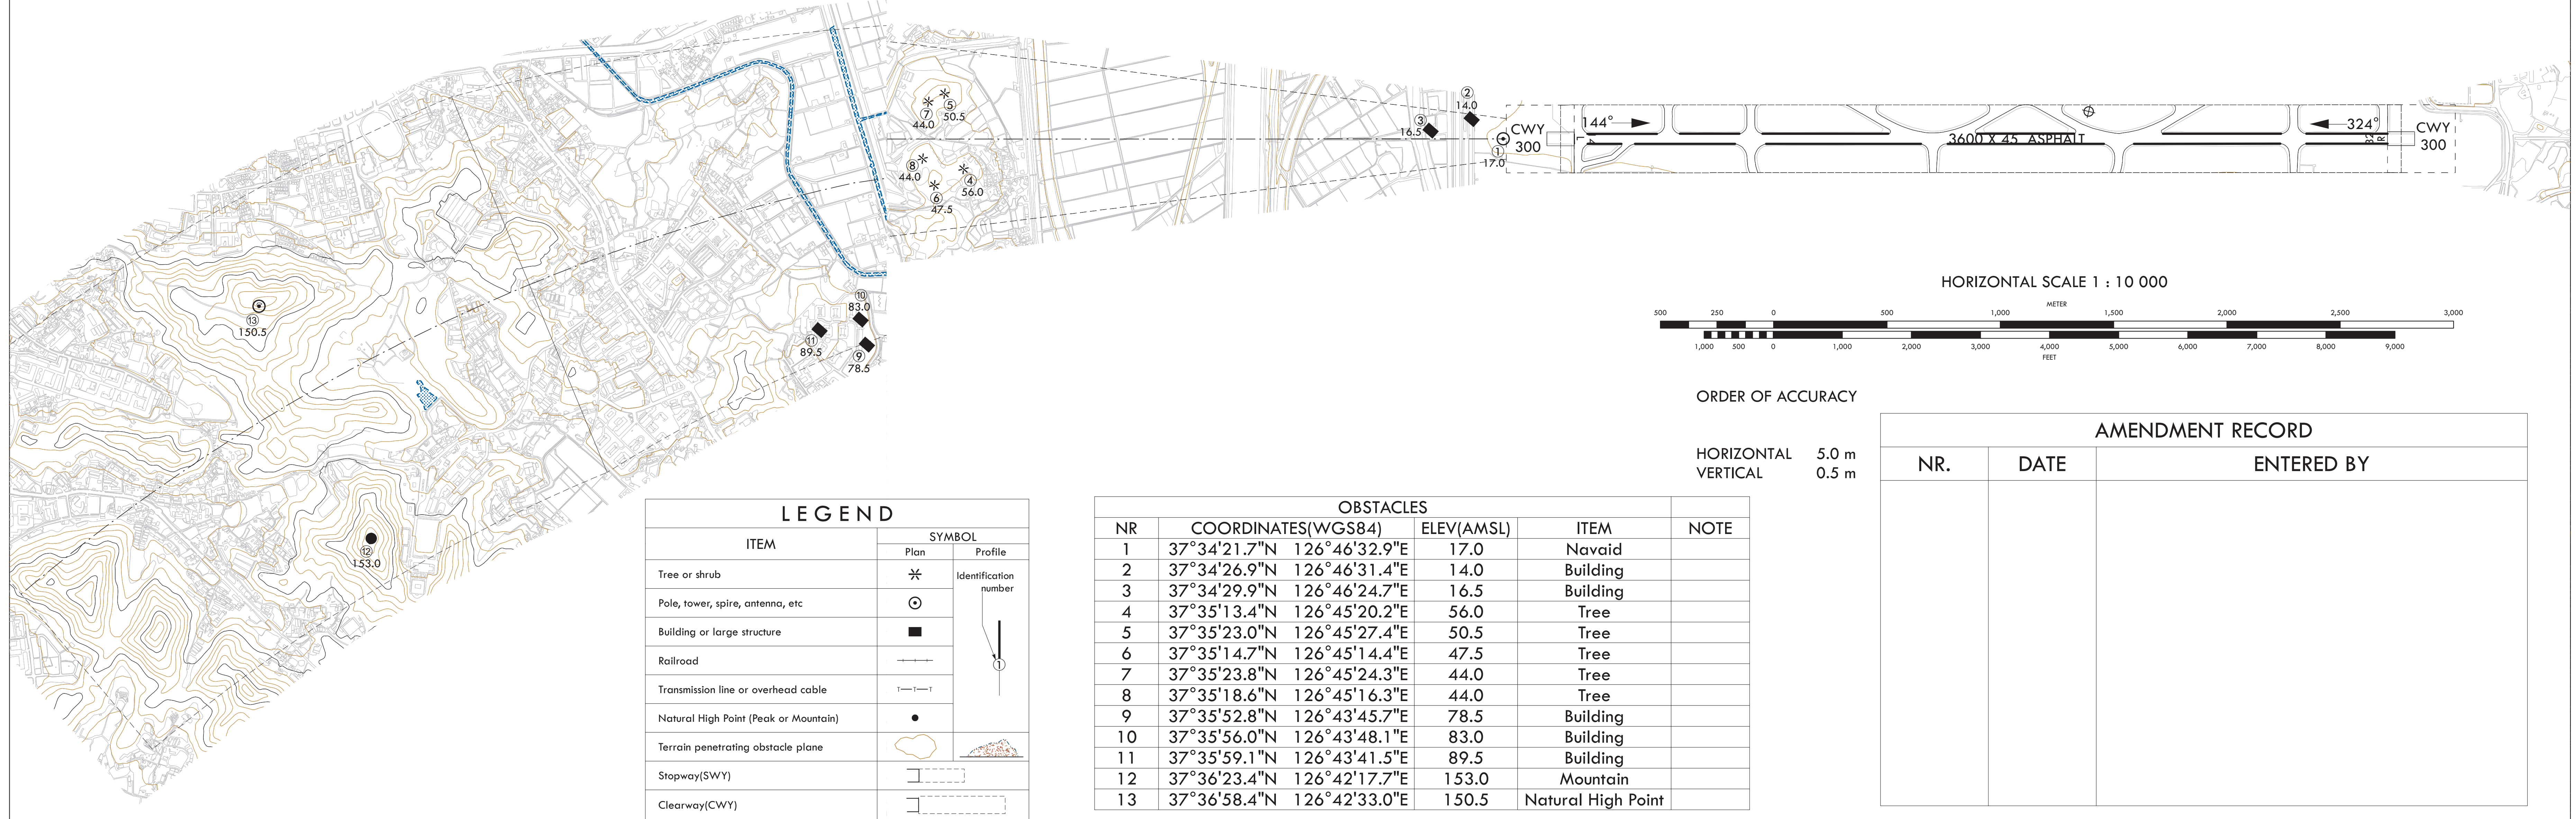 ②
14.0
③
16.5
①
17.0
CWY
300
144°
3600 X 45 ASPHALT
324°
CWY
300
⑤
50.5
⑦
44.0
⑧
44.0
④
56.0
⑥
47.5
⑩
83.0
⑪
89.5
⑨
78.5
⑬
150.5
⑫
153.0
HORIZONTAL SCALE 1 : 10 000
METER
500 250 0 500 1,000 1,500 2,000 2,500 3,000
1,000 500 0 1,000 2,000 3,000 4,000 5,000 6,000 7,000 8,000 9,000
FEET
ORDER OF ACCURACY
HORIZONTAL 5.0 m
VERTICAL 0.5 m
AMENDMENT RECORD
NR. DATE ENTERED BY
LEGEND
ITEM SYMBOL
Plan Profile
Tree or shrub
Identification
number
Pole, tower, spire, antenna, etc
Building or large structure
Railroad
①
Transmission line or overhead cable T T T
Natural High Point (Peak or Mountain)
Terrain penetrating obstacle plane
Stopway(SWY)
Clearway(CWY)
OBSTACLES
NR COORDINATES(WGS84) ELEV(AMSL) ITEM NOTE
1 37°34'21.7"N 126°46'32.9"E 17.0 Navaid
2 37°34'26.9"N 126°46'31.4"E 14.0 Building
3 37°34'29.9"N 126°46'24.7"E 16.5 Building
4 37°35'13.4"N 126°45'20.2"E 56.0 Tree
5 37°35'23.0"N 126°45'27.4"E 50.5 Tree
6 37°35'14.7"N 126°45'14.4"E 47.5 Tree
7 37°35'23.8"N 126°45'24.3"E 44.0 Tree
8 37°35'18.6"N 126°45'16.3"E 44.0 Tree
9 37°35'52.8"N 126°43'45.7"E 78.5 Building
10 37°35'56.0"N 126°43'48.1"E 83.0 Building
11 37°35'59.1"N 126°43'41.5"E 89.5 Building
12 37°36'23.4"N 126°42'17.7"E 153.0 Mountain
13 37°36'58.4"N 126°42'33.0"E 150.5 Natural High Point